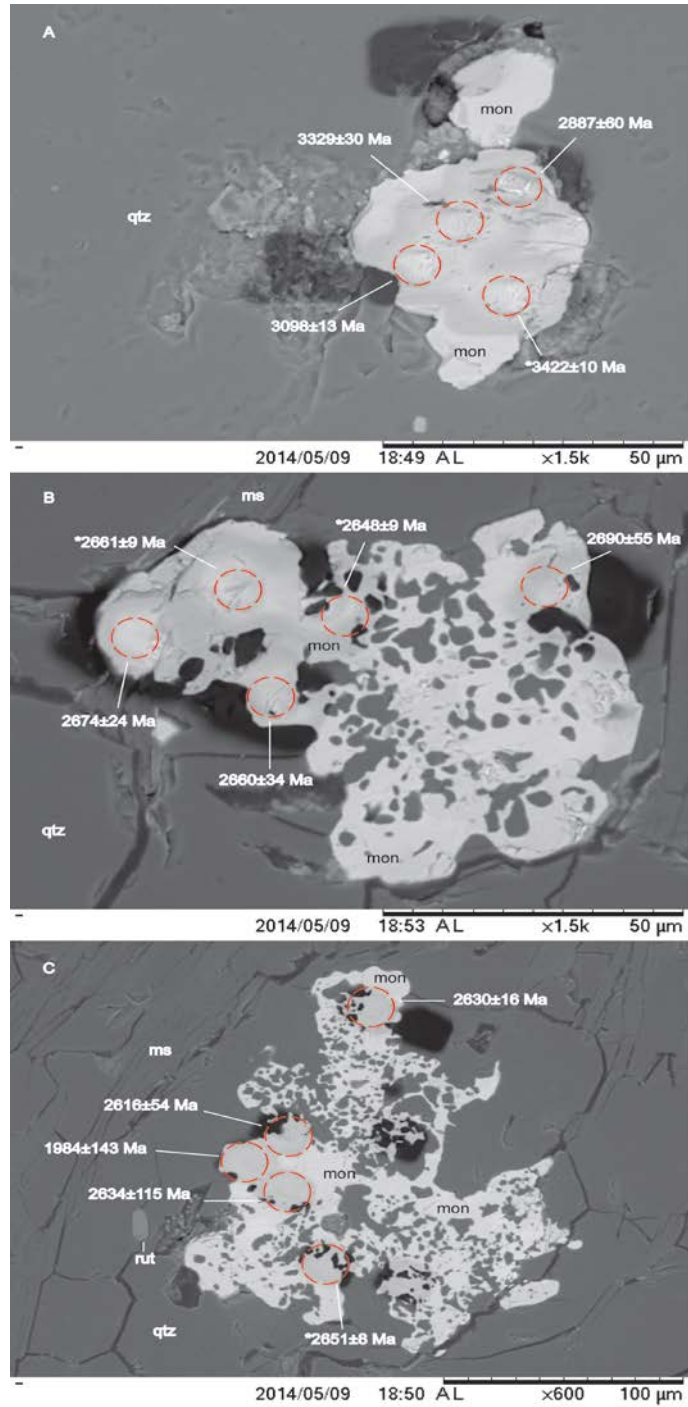 A
mon
2887±60 Ma
3329±30 Ma
qtz
3098±13 Ma
mon
*3422±10 Ma
2014/05/09 18:49 AL ×1.5k 50 µm
B
ms
*2661±9 Ma
*2648±9 Ma
2690±55 Ma
mon
2674±24 Ma
2660±34 Ma
qtz
mon
2014/05/09 18:53 AL ×1.5k 50 µm
C
mon
2630±16 Ma
ms
2616±54 Ma
1984±143 Ma
mon
2634±115 Ma
mon
rut
qtz
*2651±8 Ma
2014/05/09 18:50 AL ×600 100 µm